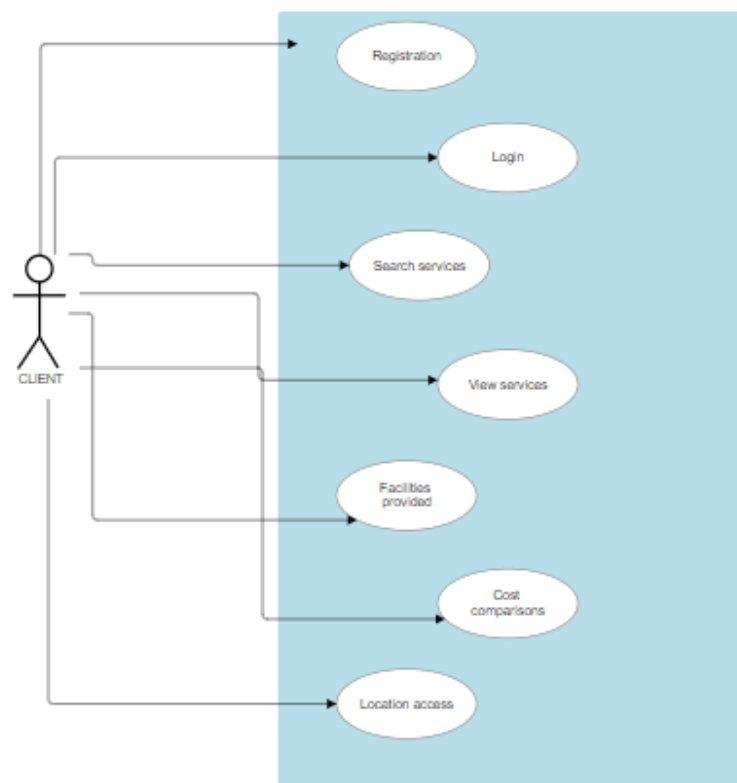 Registration
Login
Search services
CLIENT
View services
Facilities
provided
Cost
comparisons
Location access